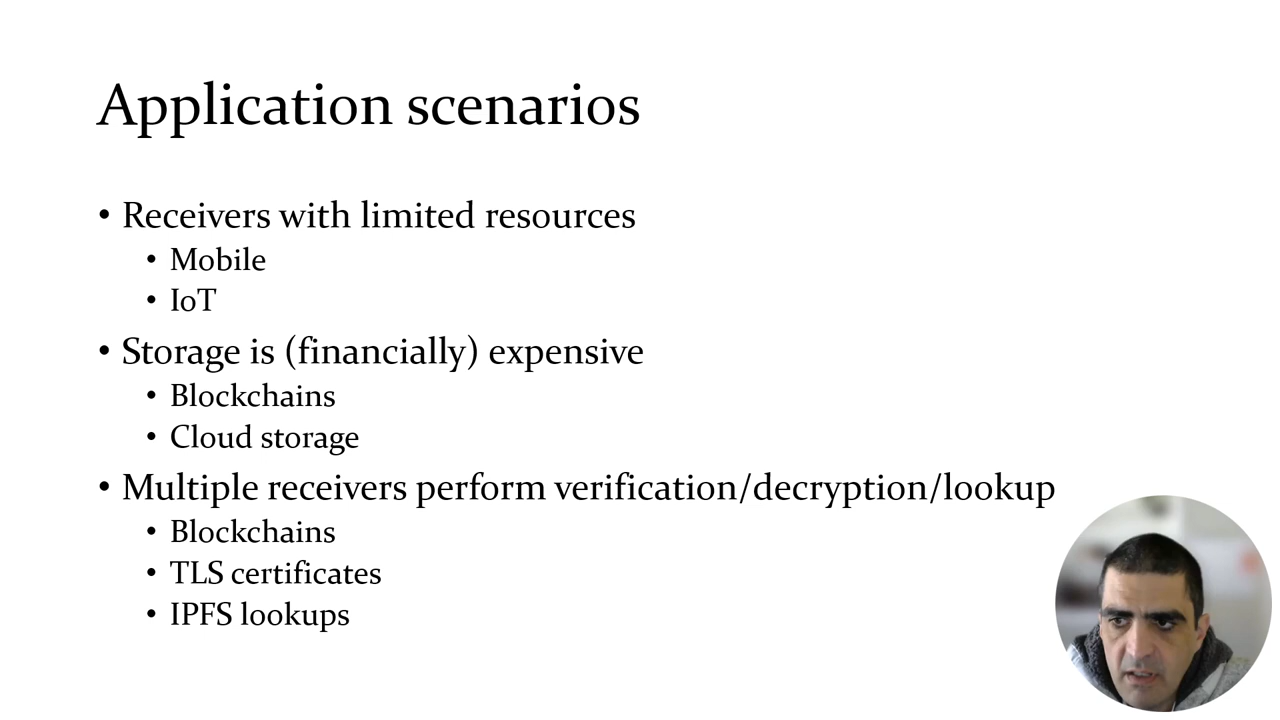 Application scenarios
• Receivers with limited resources
• Mobile
• IoT
• Storage is (financially) expensive
• Blockchains
• Cloud storage
• Multiple receivers perform verification/decryption/lookup
• Blockchains
• TLS certificates
• IPFS lookups